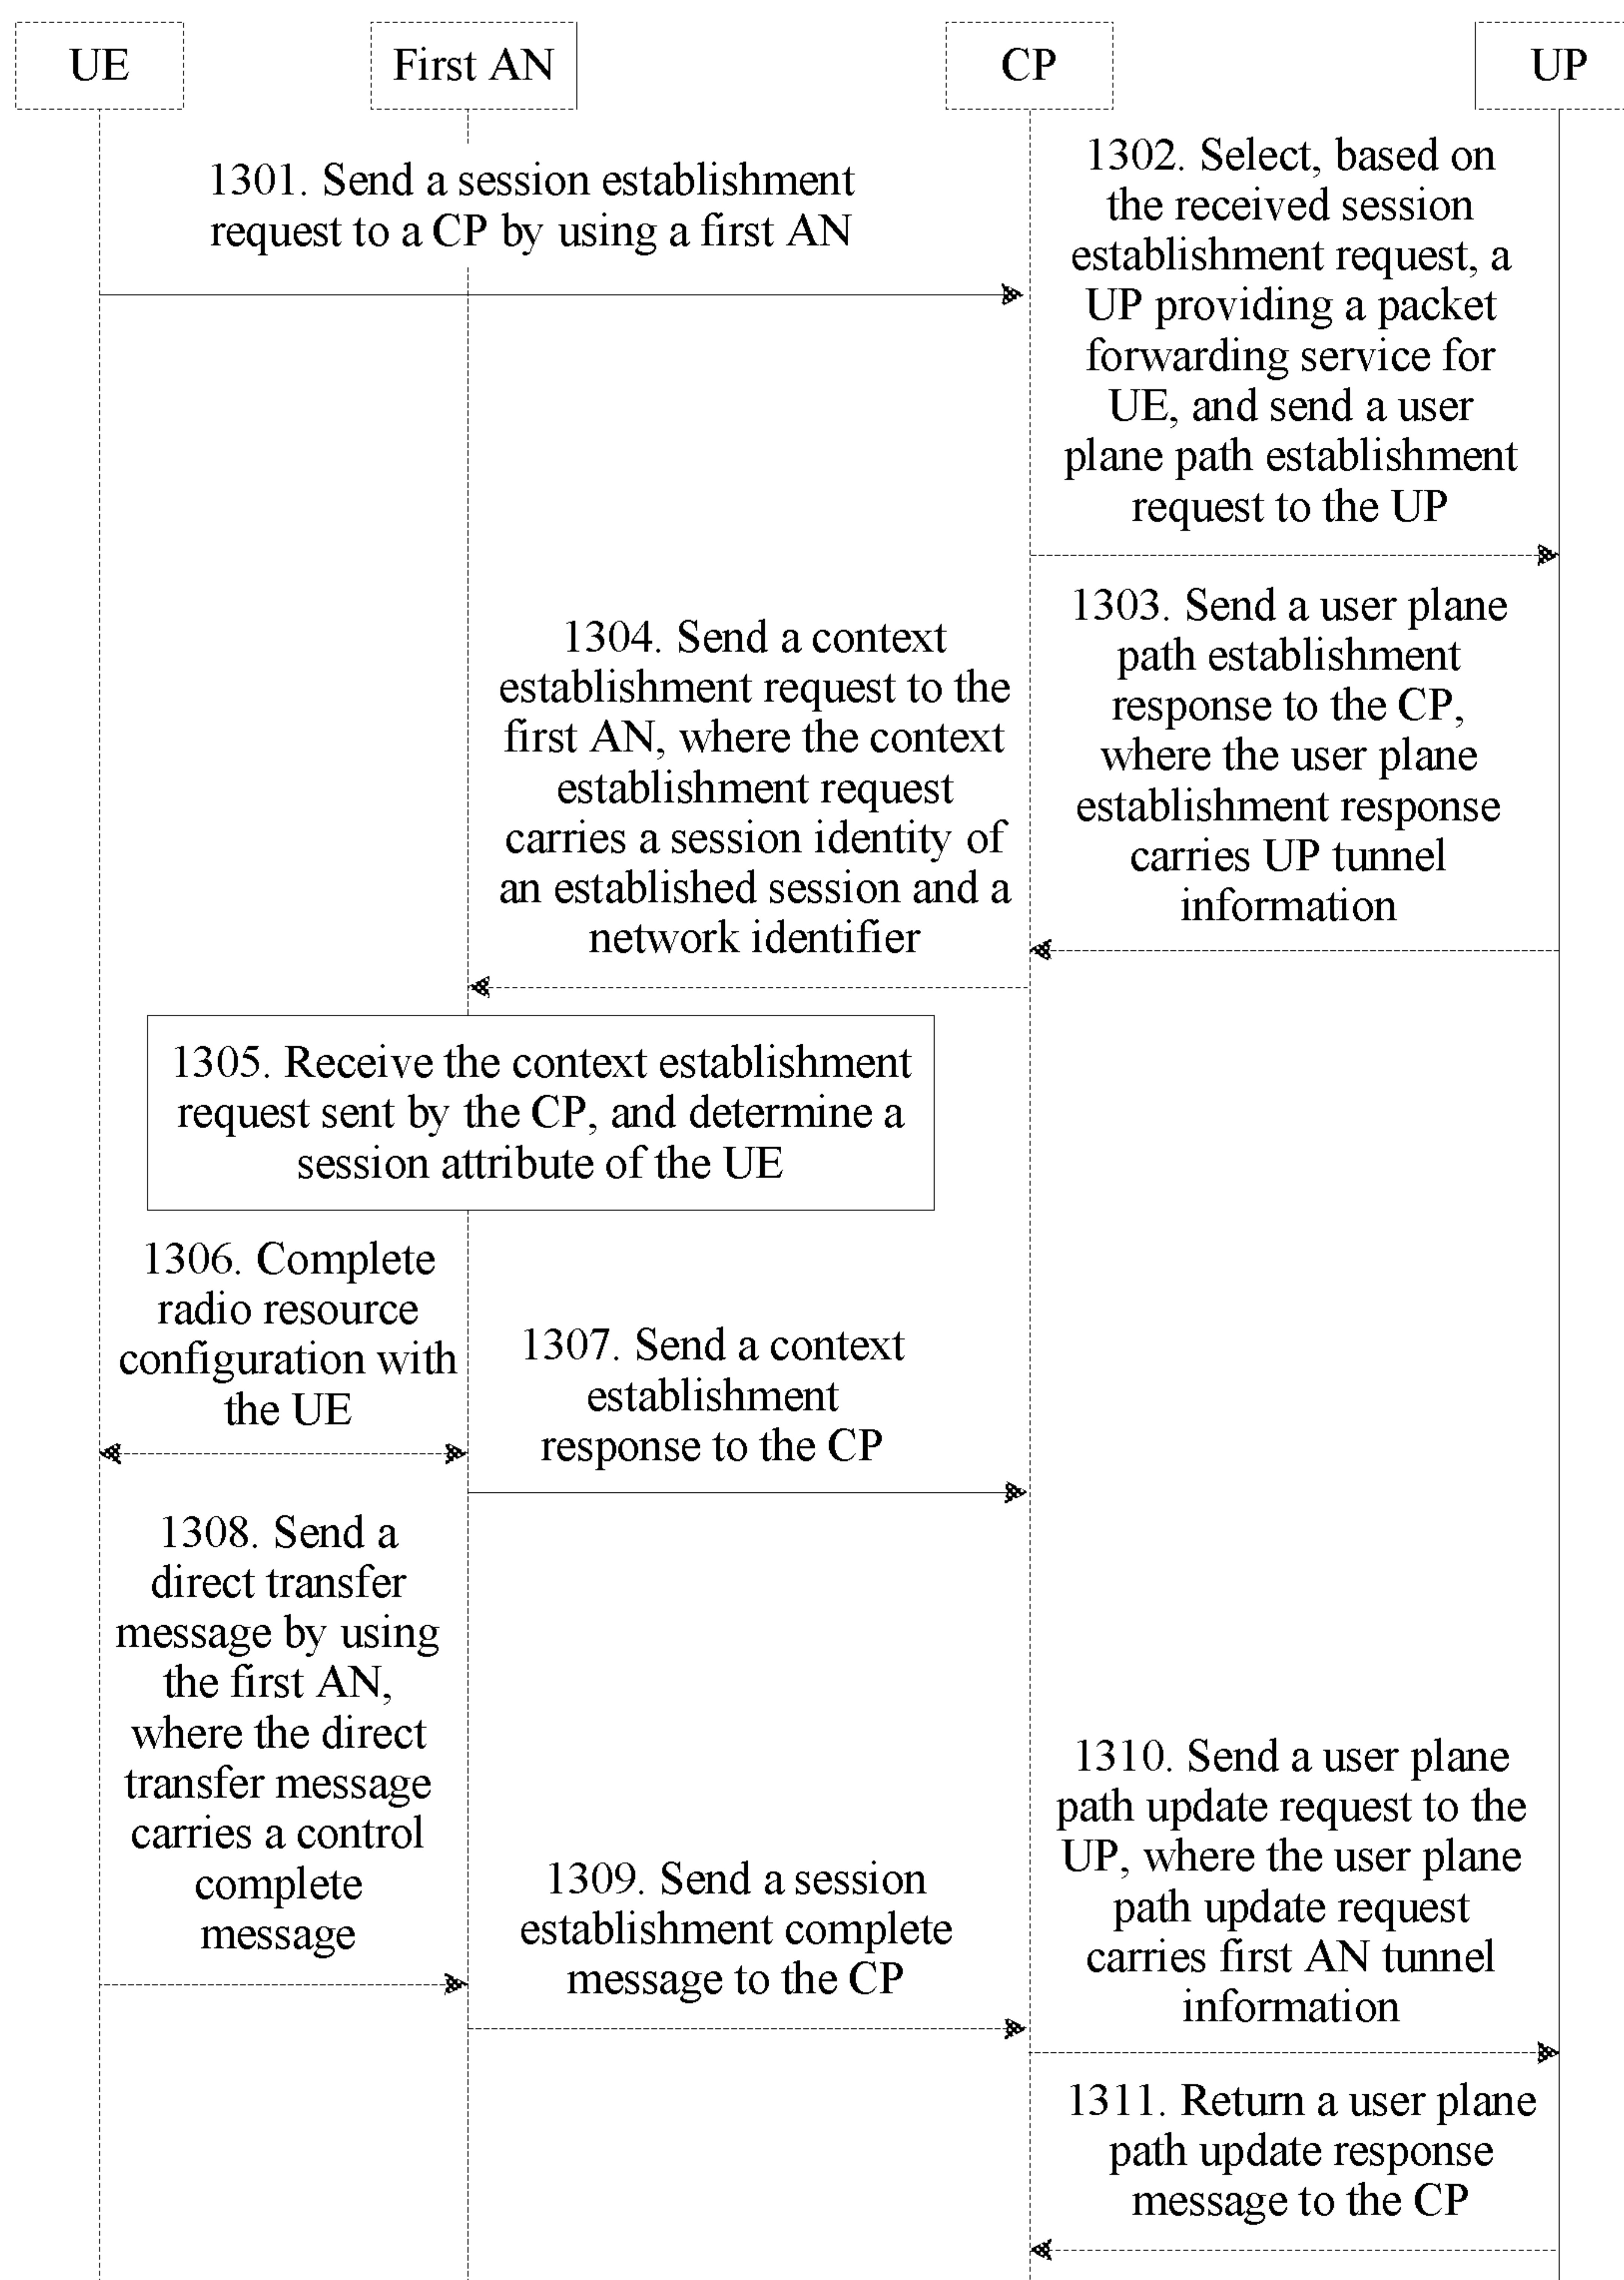 UE
First AN
CP
UP
1301. Send a session establishment
request to a CP by using a first AN
1302. Select, based on
the received session
establishment request, a
UP providing a packet
forwarding service for
UE, and send a user
plane path establishment
request to the UP
1303. Send a user plane
path establishment
response to the CP,
where the user plane
establishment response
carries UP tunnel
information
1304. Send a context
establishment request to the
first AN, where the context
establishment request
carries a session identity of
an established session and a
network identifier
1305. Receive the context establishment
request sent by the CP, and determine a
session attribute of the UE
1306. Complete
radio resource
configuration with
the UE
1307. Send a context
establishment
response to the CP
1308. Send a
direct transfer
message by using
the first AN,
where the direct
transfer message
carries a control
complete
message
1309. Send a session
establishment complete
message to the CP
1310. Send a user plane
path update request to the
UP, where the user plane
path update request
carries first AN tunnel
information
1311. Return a user plane
path update response
message to the CP